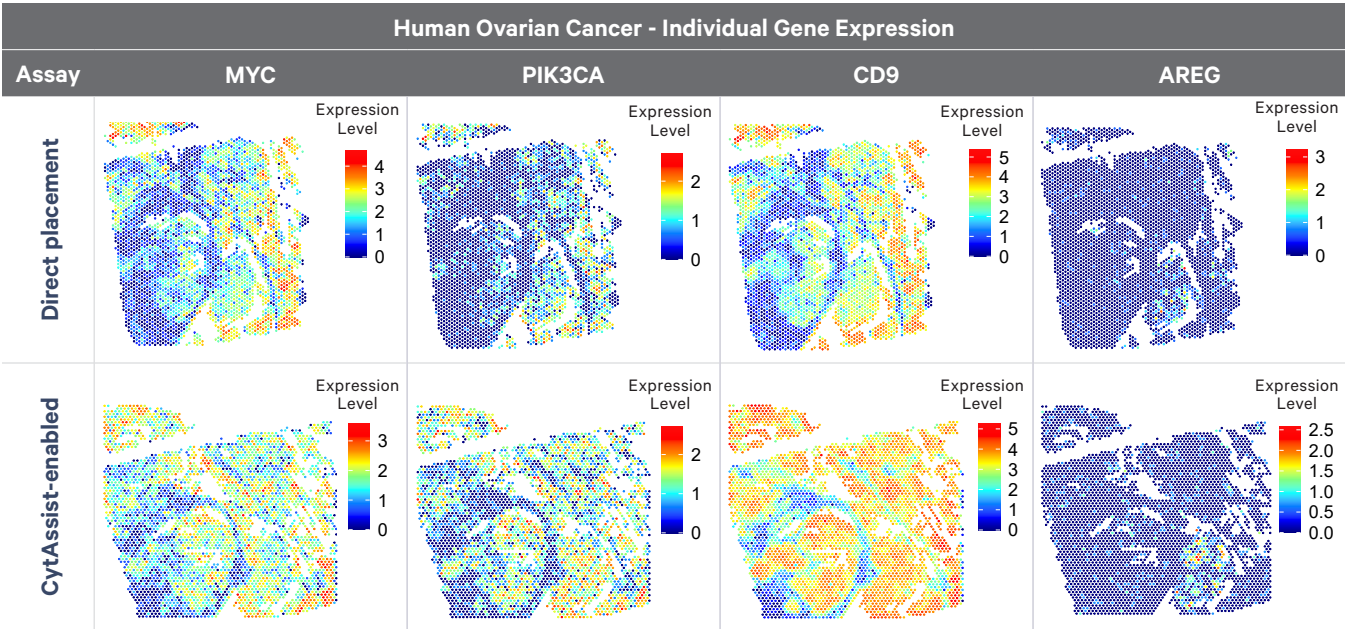 Human Ovarian Cancer - Individual Gene Expression
Assay MYC PIK3CA CD9 AREG
Direct placement
Expression
Level
4
3
2
1
0
Expression
Level
2
1
0
Expression
Level
5
4
3
2
1
0
Expression
Level
3
2
1
0
CytAssist-enabled
Expression
Level
3
2
1
0
Expression
Level
2
1
0
Expression
Level
5
4
3
2
1
0
Expression
Level
2.5
2.0
1.5
1.0
0.5
0.0